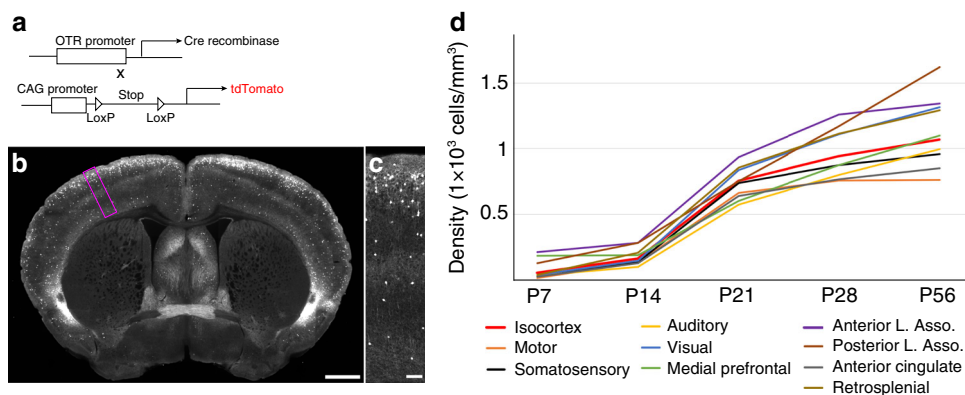 a
OTR promoter
Cre recombinase
x
CAG promoter
Stop
tdTomato
LoxP
LoxP
b
c
d
Density (1×10³ cells/mm³)
1.5
1
0.5
P7
P14
P21
P28
P56
Isocortex
Motor
Somatosensory
Auditory
Visual
Medial prefrontal
Anterior L. Asso.
Posterior L. Asso.
Anterior cingulate
Retrosplenial